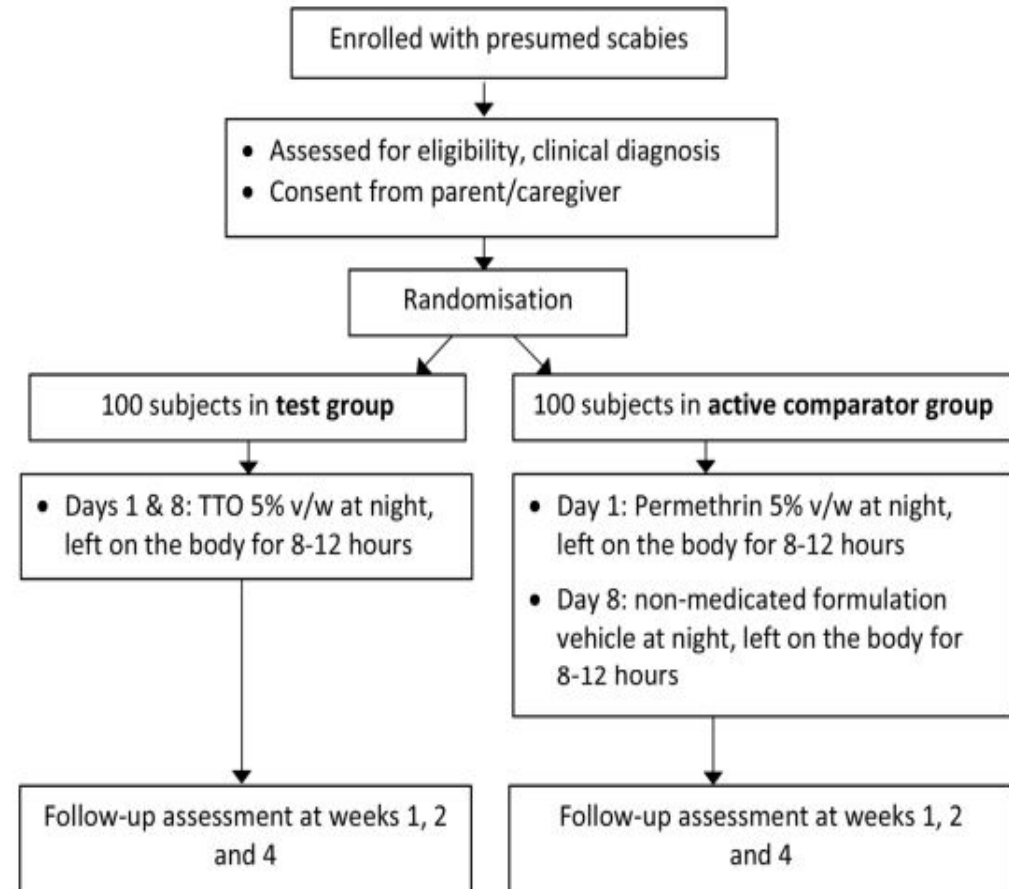 Enrolled with presumed scabies
• Assessed for eligibility, clinical diagnosis
• Consent from parent/caregiver
Randomisation
100 subjects in test group
• Days 1 & 8: TTO 5% v/w at night,
left on the body for 8-12 hours
Follow-up assessment at weeks 1, 2
and 4
100 subjects in active comparator group
• Day 1: Permethrin 5% v/w at night,
left on the body for 8-12 hours
• Day 8: non-medicated formulation
vehicle at night, left on the body for
8-12 hours
Follow-up assessment at weeks 1, 2
and 4